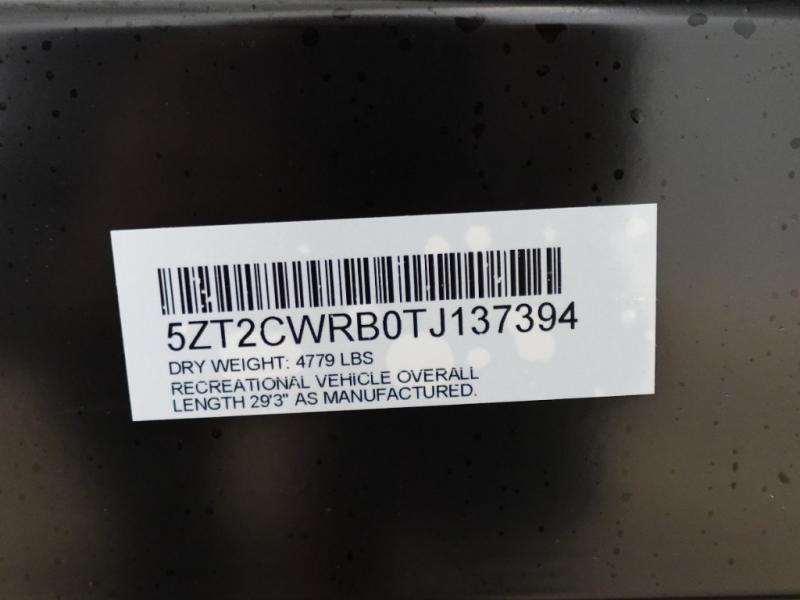 5ZT2CWRB0TJ137394
DRY WEIGHT: 4779 LBS
RECREATIONAL VEHICLE OVERALL
LENGTH 29'3" AS MANUFACTURED.